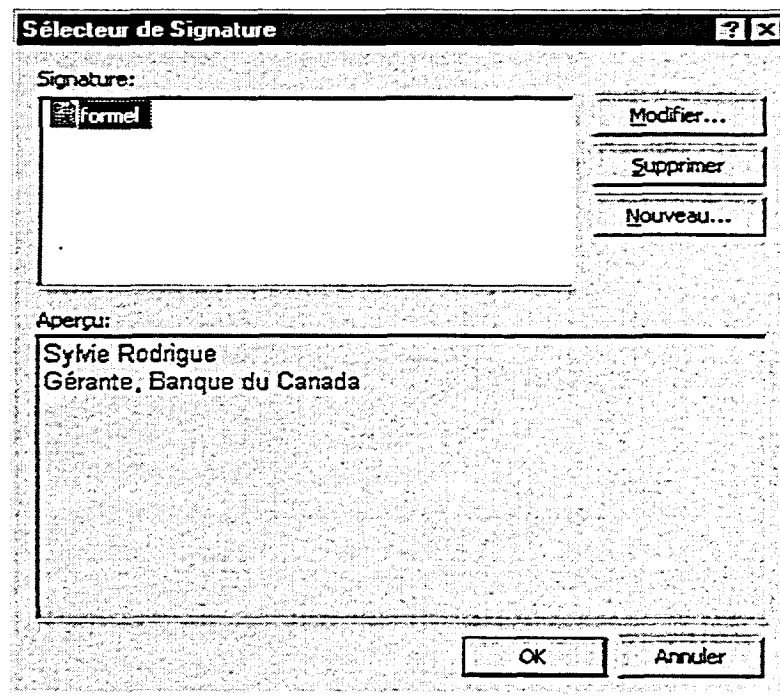 Sélecteur de Signature ? ×
Signature:
formel
Modifier...
Supprimer
Nouveau...
Aperçu:
Sylvie Rodrigue
Gérante, Banque du Canada
OK
Annuler